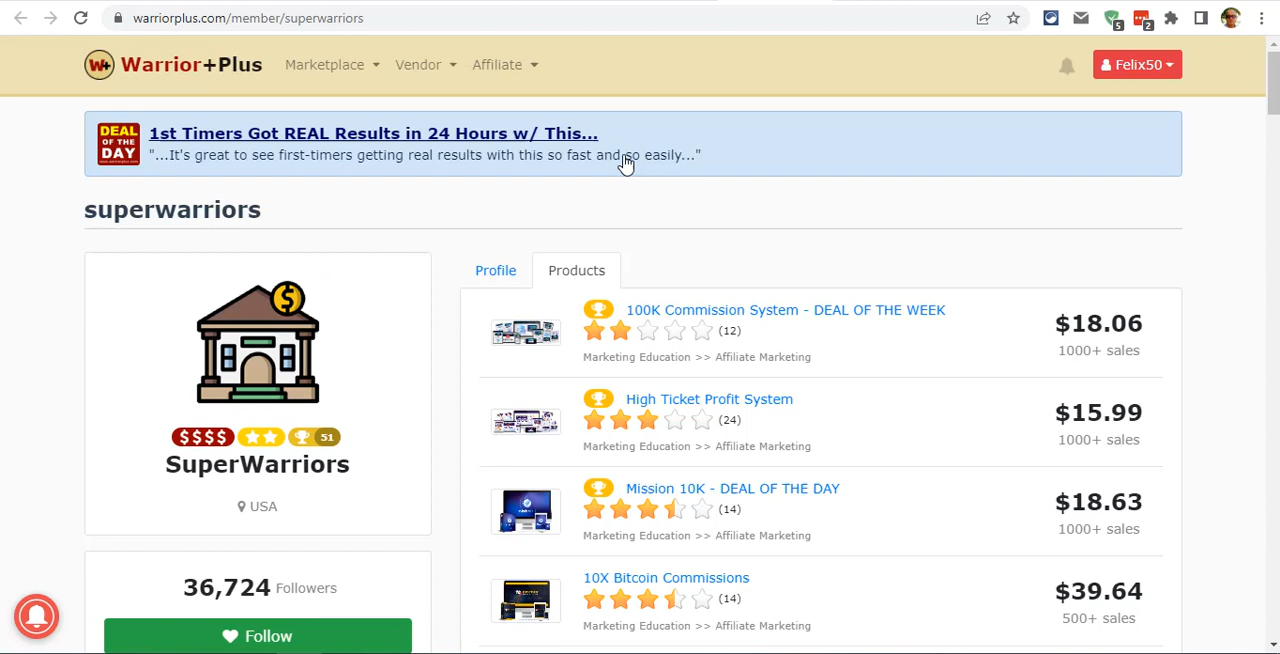 warriorplus.com/member/superwarriors
5
2
W+ Warrior+Plus Marketplace Vendor Affiliate Felix50
DEAL OF THE DAY
1st Timers Got REAL Results in 24 Hours w/ This...
"...It's great to see first-timers getting real results with this so fast and so easily..."
superwarriors
$
$$$$ 51
SuperWarriors
USA
36,724 Followers
Follow
Profile Products
100K Commission System - DEAL OF THE WEEK
(12)
Marketing Education >> Affiliate Marketing
$18.06
1000+ sales
High Ticket Profit System
(24)
Marketing Education >> Affiliate Marketing
$15.99
1000+ sales
Mission 10K - DEAL OF THE DAY
(14)
Marketing Education >> Affiliate Marketing
$18.63
1000+ sales
10X Bitcoin Commissions
(14)
Marketing Education >> Affiliate Marketing
$39.64
500+ sales